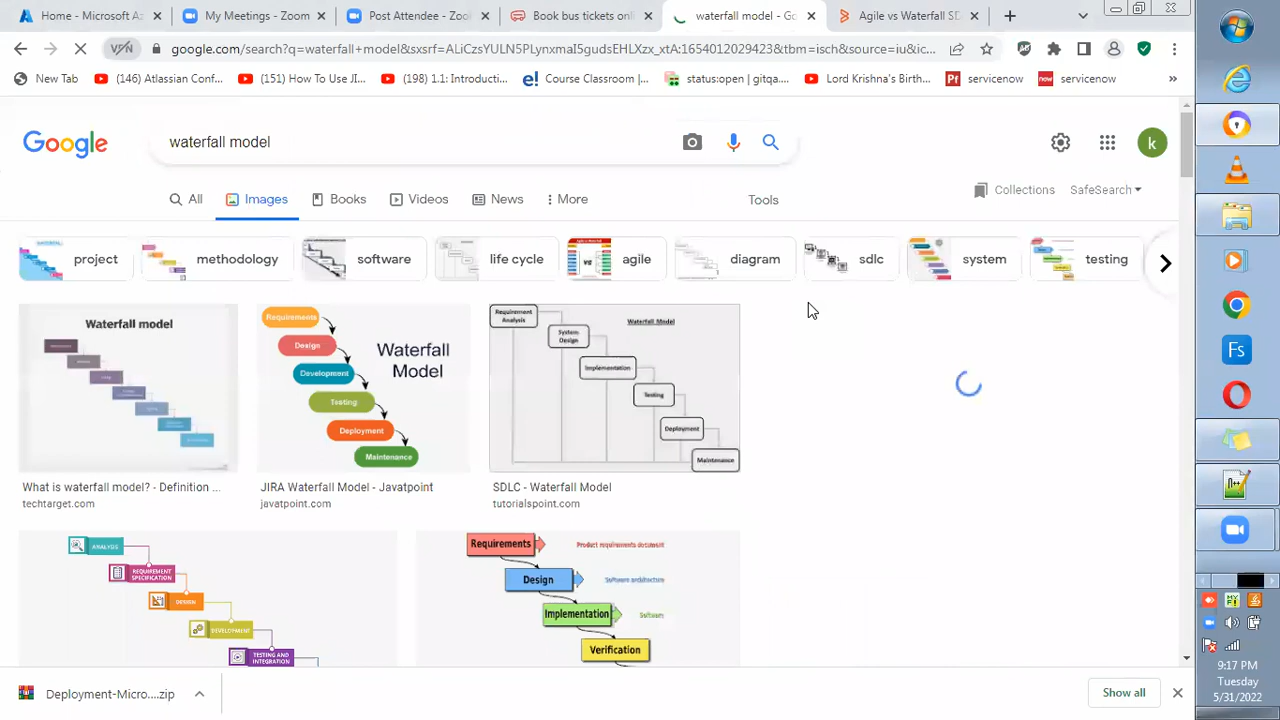 Home - Microsoft Az
My Meetings - Zoom
Post Attendee - Zo
Book bus tickets onl
waterfall model - Go
Agile vs Waterfall SD
VPN
google.com/search?q=waterfall+model&sxsrf=ALiCzsYULN5PLynxmaI5gudsEHLXzx_xtA:1654012029423&tbm=isch&source=iu&ic...
New Tab
(146) Atlassian Conf...
(151) How To Use JI...
(198) 1.1: Introducti...
Course Classroom |...
status:open | gitqa....
Lord Krishna's Birth...
servicenow
servicenow
Google
waterfall model
k
All
Images
Books
Videos
News
More
Tools
Collections
SafeSearch
project
methodology
software
life cycle
agile
diagram
sdlc
system
testing
Waterfall model
Requirements
Design
Development
Testing
Deployment
Maintenance
Waterfall
Model
Requirement
Analysis
Waterfall Model
System
Design
Implementation
Testing
Deployment
Maintenance
What is waterfall model? - Definition ...
techtarget.com
JIRA Waterfall Model - Javatpoint
javatpoint.com
SDLC - Waterfall Model
tutorialspoint.com
ANALYSIS
REQUIREMENT
SPECIFICATION
DESIGN
DEVELOPMENT
TESTING AND
INTEGRATION
Requirements
Product requirements document
Design
Software architecture
Implementation
Software
Verification
Deployment-Micro....zip
Show all
Fs
9:17 PM
Tuesday
5/31/2022